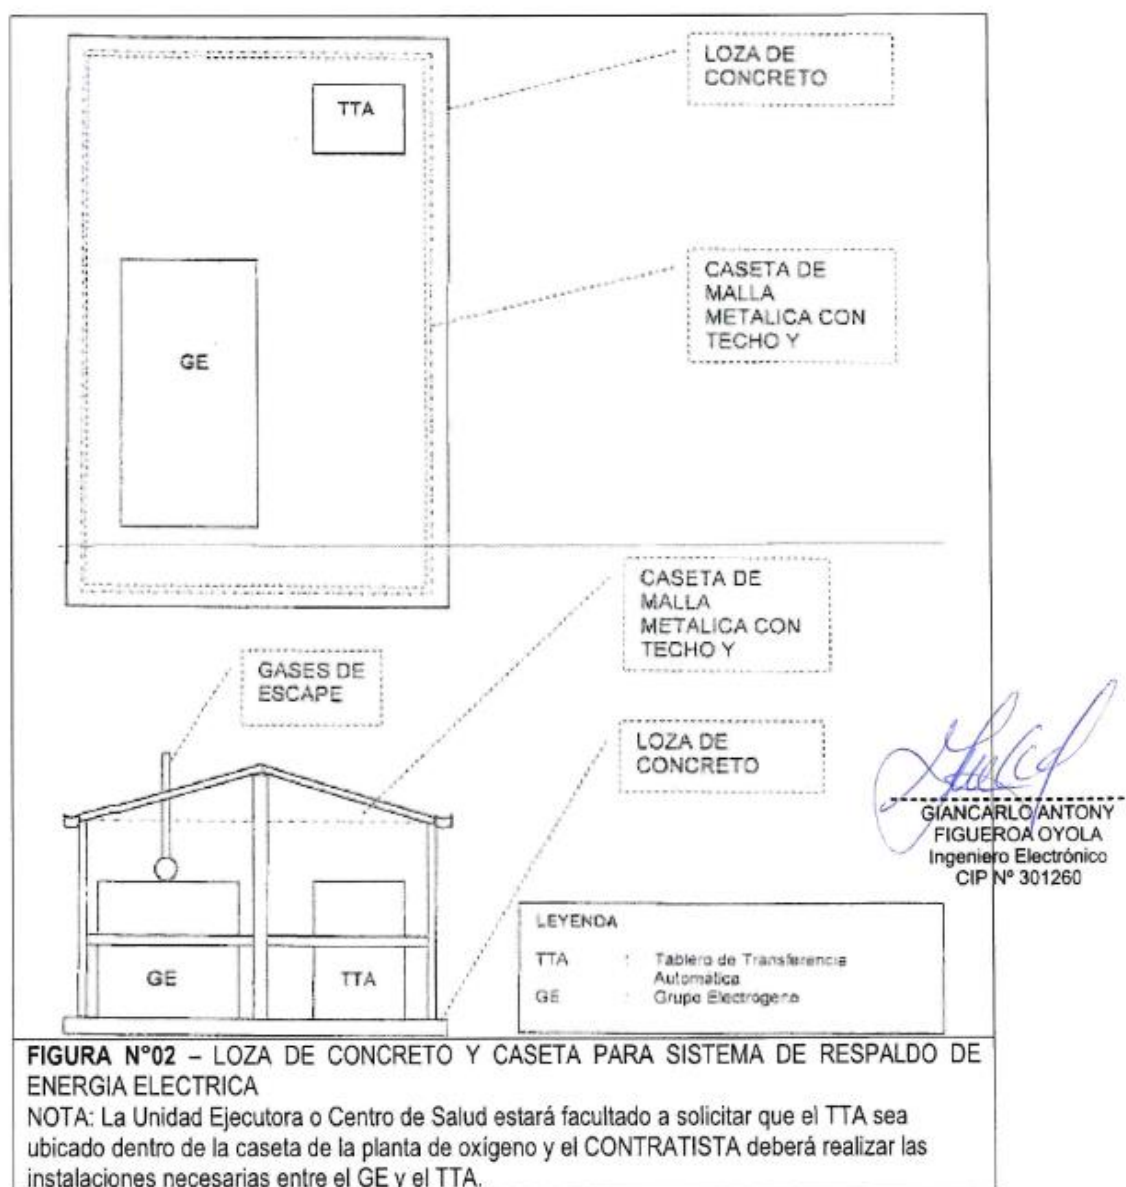 TTA
LOZA DE
CONCRETO
CASETA DE
MALLA
METALICA CON
TECHO Y
GE
CASETA DE
MALLA
METALICA CON
TECHO Y
GASES DE
ESCAPE
LOZA DE
CONCRETO
GE
TTA
GIANCARLO ANTONY
FIGUEROA OYOLA
Ingeniero Electrónico
CIP Nº 301260
LEYENDA
TTA : Tablero de Transferencia
Automática
GE : Grupo Electrógeno
FIGURA N°02 – LOZA DE CONCRETO Y CASETA PARA SISTEMA DE RESPALDO DE
ENERGIA ELECTRICA
NOTA: La Unidad Ejecutora o Centro de Salud estará facultado a solicitar que el TTA sea
ubicado dentro de la caseta de la planta de oxígeno y el CONTRATISTA deberá realizar las
instalaciones necesarias entre el GE y el TTA.